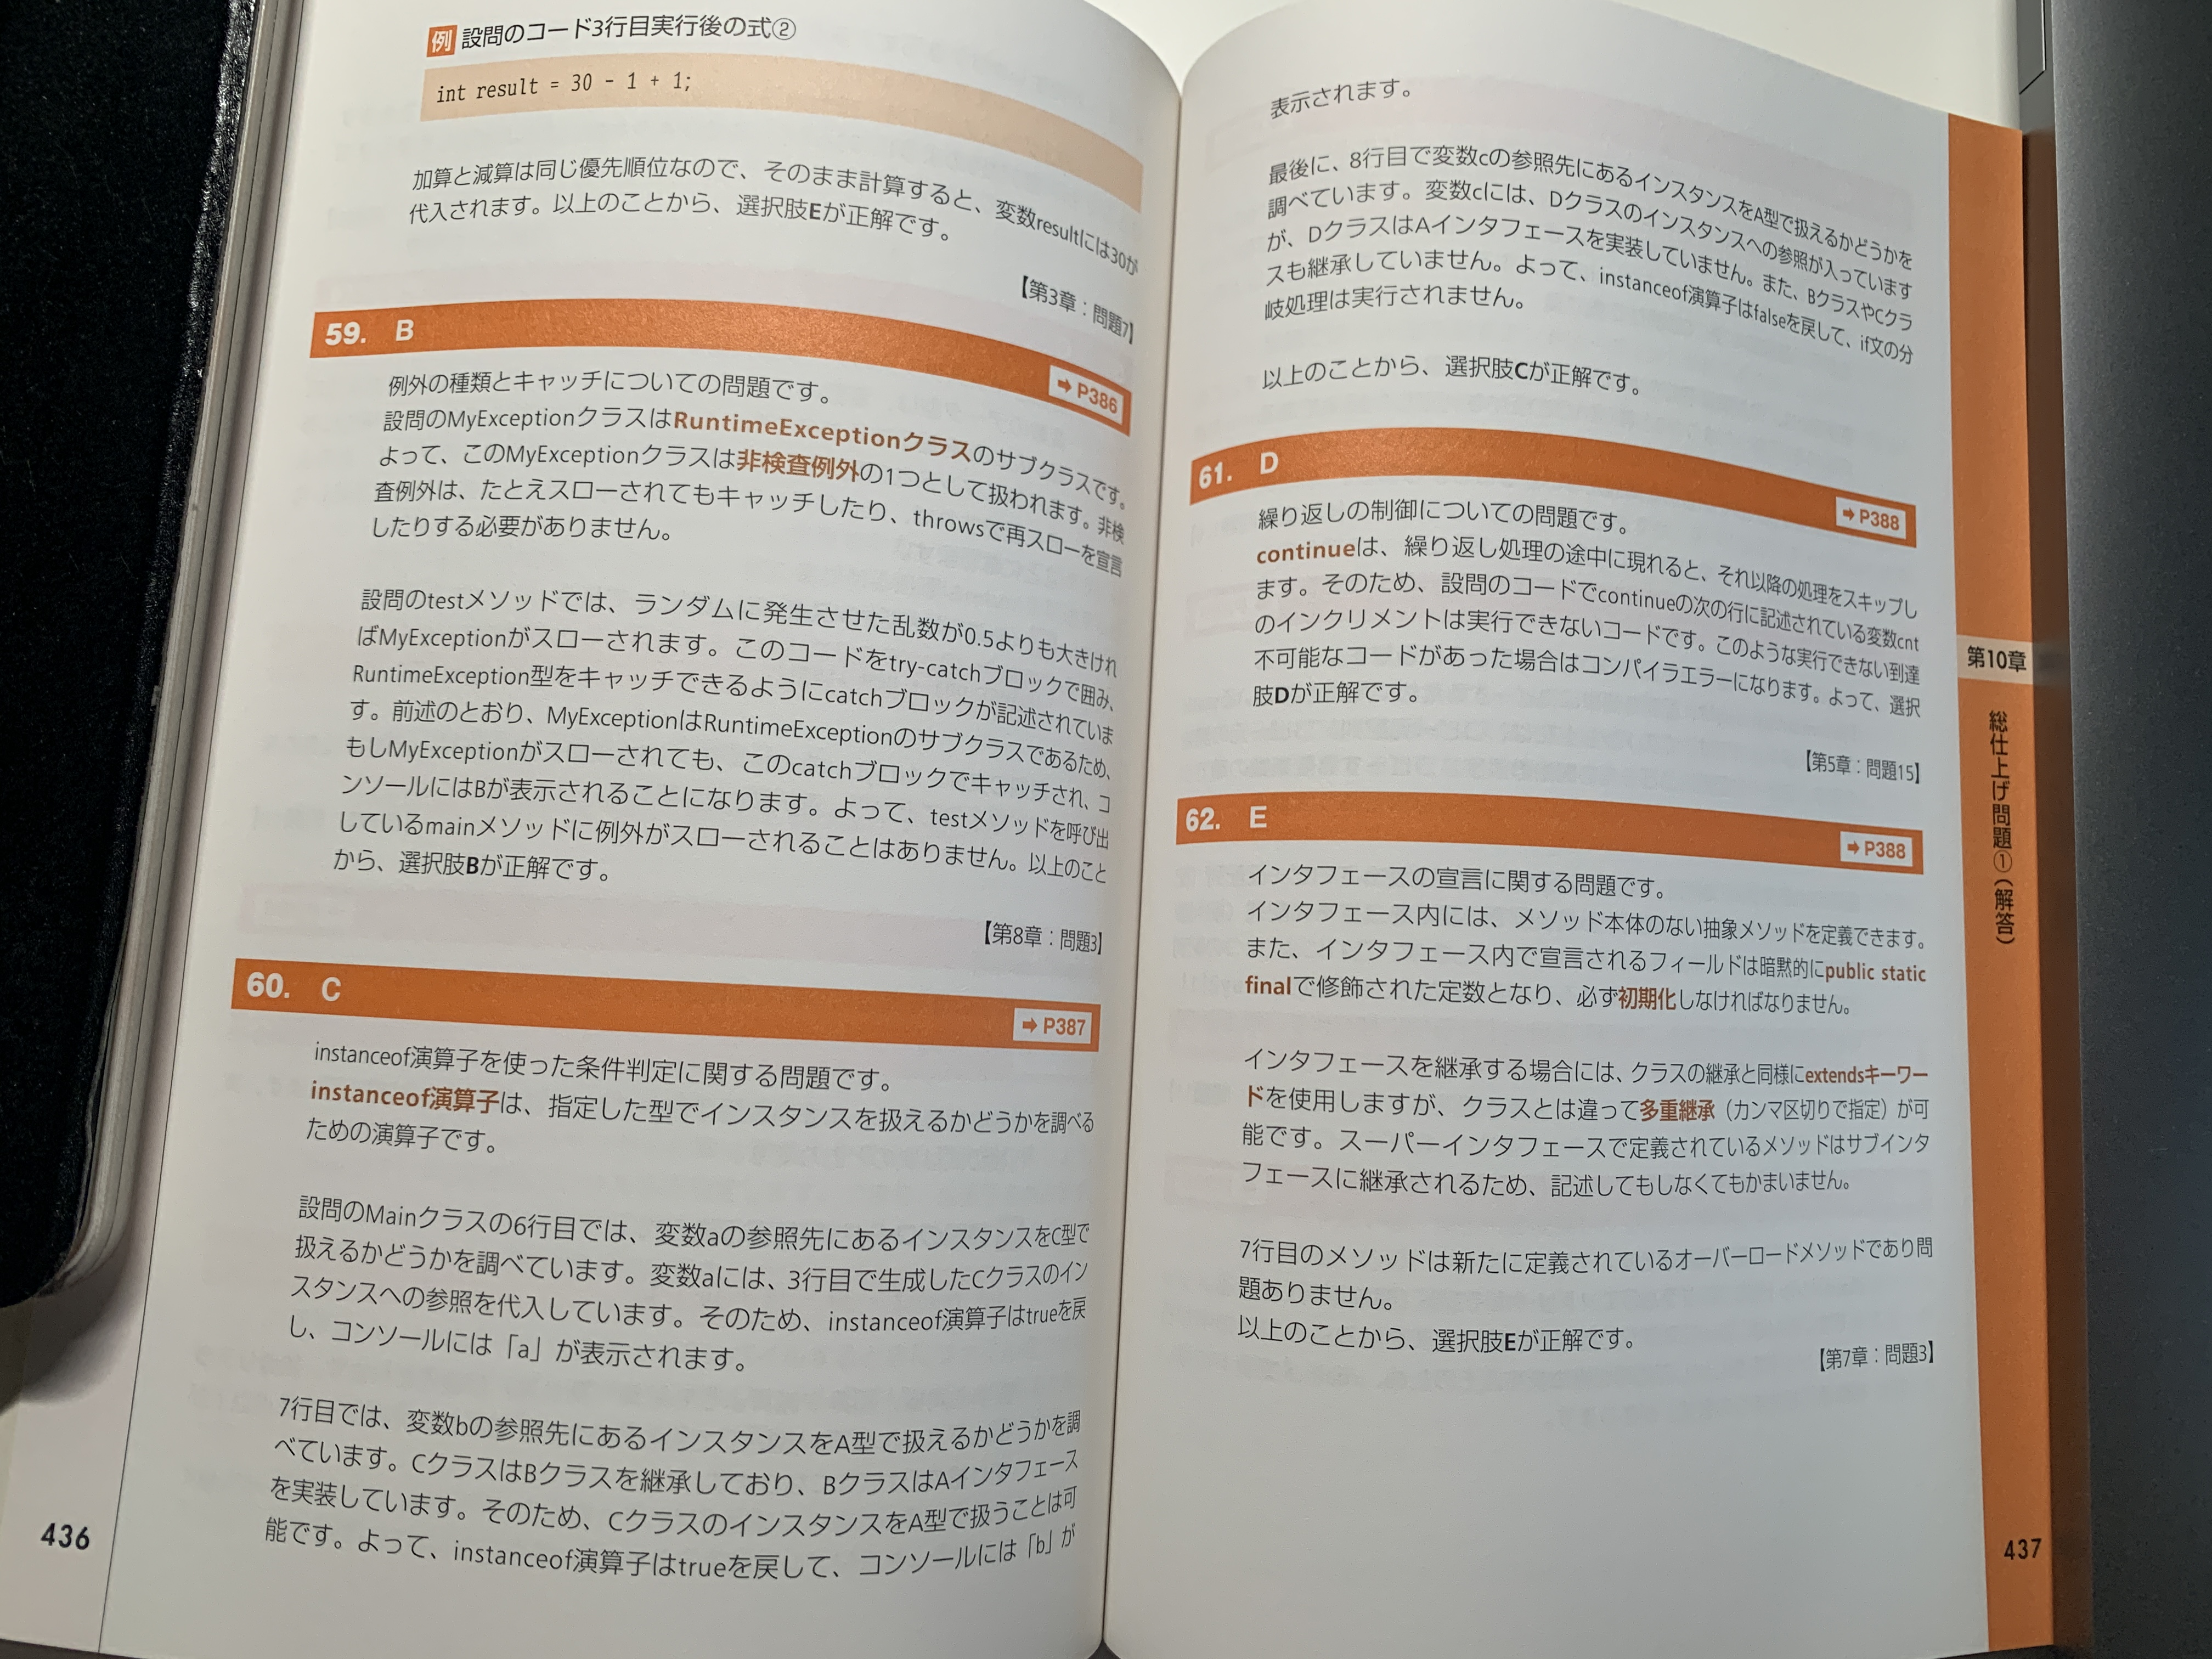 例 設問のコード3行目実行後の式②
int result = 30 - 1 + 1;
加算と減算は同じ優先順位なので、そのまま計算すると、変数resultには30が
代入されます。以上のことから、選択肢Eが正解です。
【第3章：問題7】
59. B
➡ P386
例外の種類とキャッチについての問題です。
設問のMyExceptionクラスはRuntimeExceptionクラスのサブクラスです。
よって、このMyExceptionクラスは非検査例外の1つとして扱われます。非検
査例外は、たとえスローされてもキャッチしたり、throwsで再スローを宣言
したりする必要がありません。
設問のtestメソッドでは、ランダムに発生させた乱数が0.5よりも大きけれ
ばMyExceptionがスローされます。このコードをtry-catchブロックで囲み、
RuntimeException型をキャッチできるようにcatchブロックが記述されていま
す。前述のとおり、MyExceptionはRuntimeExceptionのサブクラスであるため、
もしMyExceptionがスローされても、このcatchブロックでキャッチされ、コ
ンソールにはBが表示されることになります。よって、testメソッドを呼び出
しているmainメソッドに例外がスローされることはありません。以上のこと
から、選択肢Bが正解です。
【第8章：問題3】
60. C
➡ P387
instanceof演算子を使った条件判定に関する問題です。
instanceof演算子は、指定した型でインスタンスを扱えるかどうかを調べる
ための演算子です。
設問のMainクラスの6行目では、変数aの参照先にあるインスタンスをC型で
扱えるかどうかを調べています。変数aには、3行目で生成したCクラスのイン
スタンスへの参照を代入しています。そのため、instanceof演算子はtrueを戻
し、コンソールには「a」が表示されます。
7行目では、変数bの参照先にあるインスタンスをA型で扱えるかどうかを調
べています。CクラスはBクラスを継承しており、BクラスはAインタフェース
を実装しています。そのため、CクラスのインスタンスをA型で扱うことは可
能です。よって、instanceof演算子はtrueを戻して、コンソールには「b」が
436
表示されます。
最後に、8行目で変数cの参照先にあるインスタンスをA型で扱えるかどうかを
調べています。変数cには、Dクラスのインスタンスへの参照が入っています
が、DクラスはAインタフェースを実装していません。また、BクラスやCクラ
スも継承していません。よって、instanceof演算子はfalseを戻して、if文の分
岐処理は実行されません。
以上のことから、選択肢Cが正解です。
61. D
➡ P388
繰り返しの制御についての問題です。
continueは、繰り返し処理の途中に現れると、それ以降の処理をスキップし
ます。そのため、設問のコードでcontinueの次の行に記述されている変数cnt
のインクリメントは実行できないコードです。このような実行できない到達
不可能なコードがあった場合はコンパイラエラーになります。よって、選択
肢Dが正解です。
【第5章：問題15】
62. E
➡ P388
インタフェースの宣言に関する問題です。
インタフェース内には、メソッド本体のない抽象メソッドを定義できます。
また、インタフェース内で宣言されるフィールドは暗黙的にpublic static
finalで修飾された定数となり、必ず初期化しなければなりません。
インタフェースを継承する場合には、クラスの継承と同様にextendsキーワー
ドを使用しますが、クラスとは違って多重継承（カンマ区切りで指定）が可
能です。スーパーインタフェースで定義されているメソッドはサブインタ
フェースに継承されるため、記述してもしなくてもかまいません。
7行目のメソッドは新たに定義されているオーバーロードメソッドであり問
題ありません。
以上のことから、選択肢Eが正解です。
【第7章：問題3】
第10章
総仕上げ問題①（解答）
437